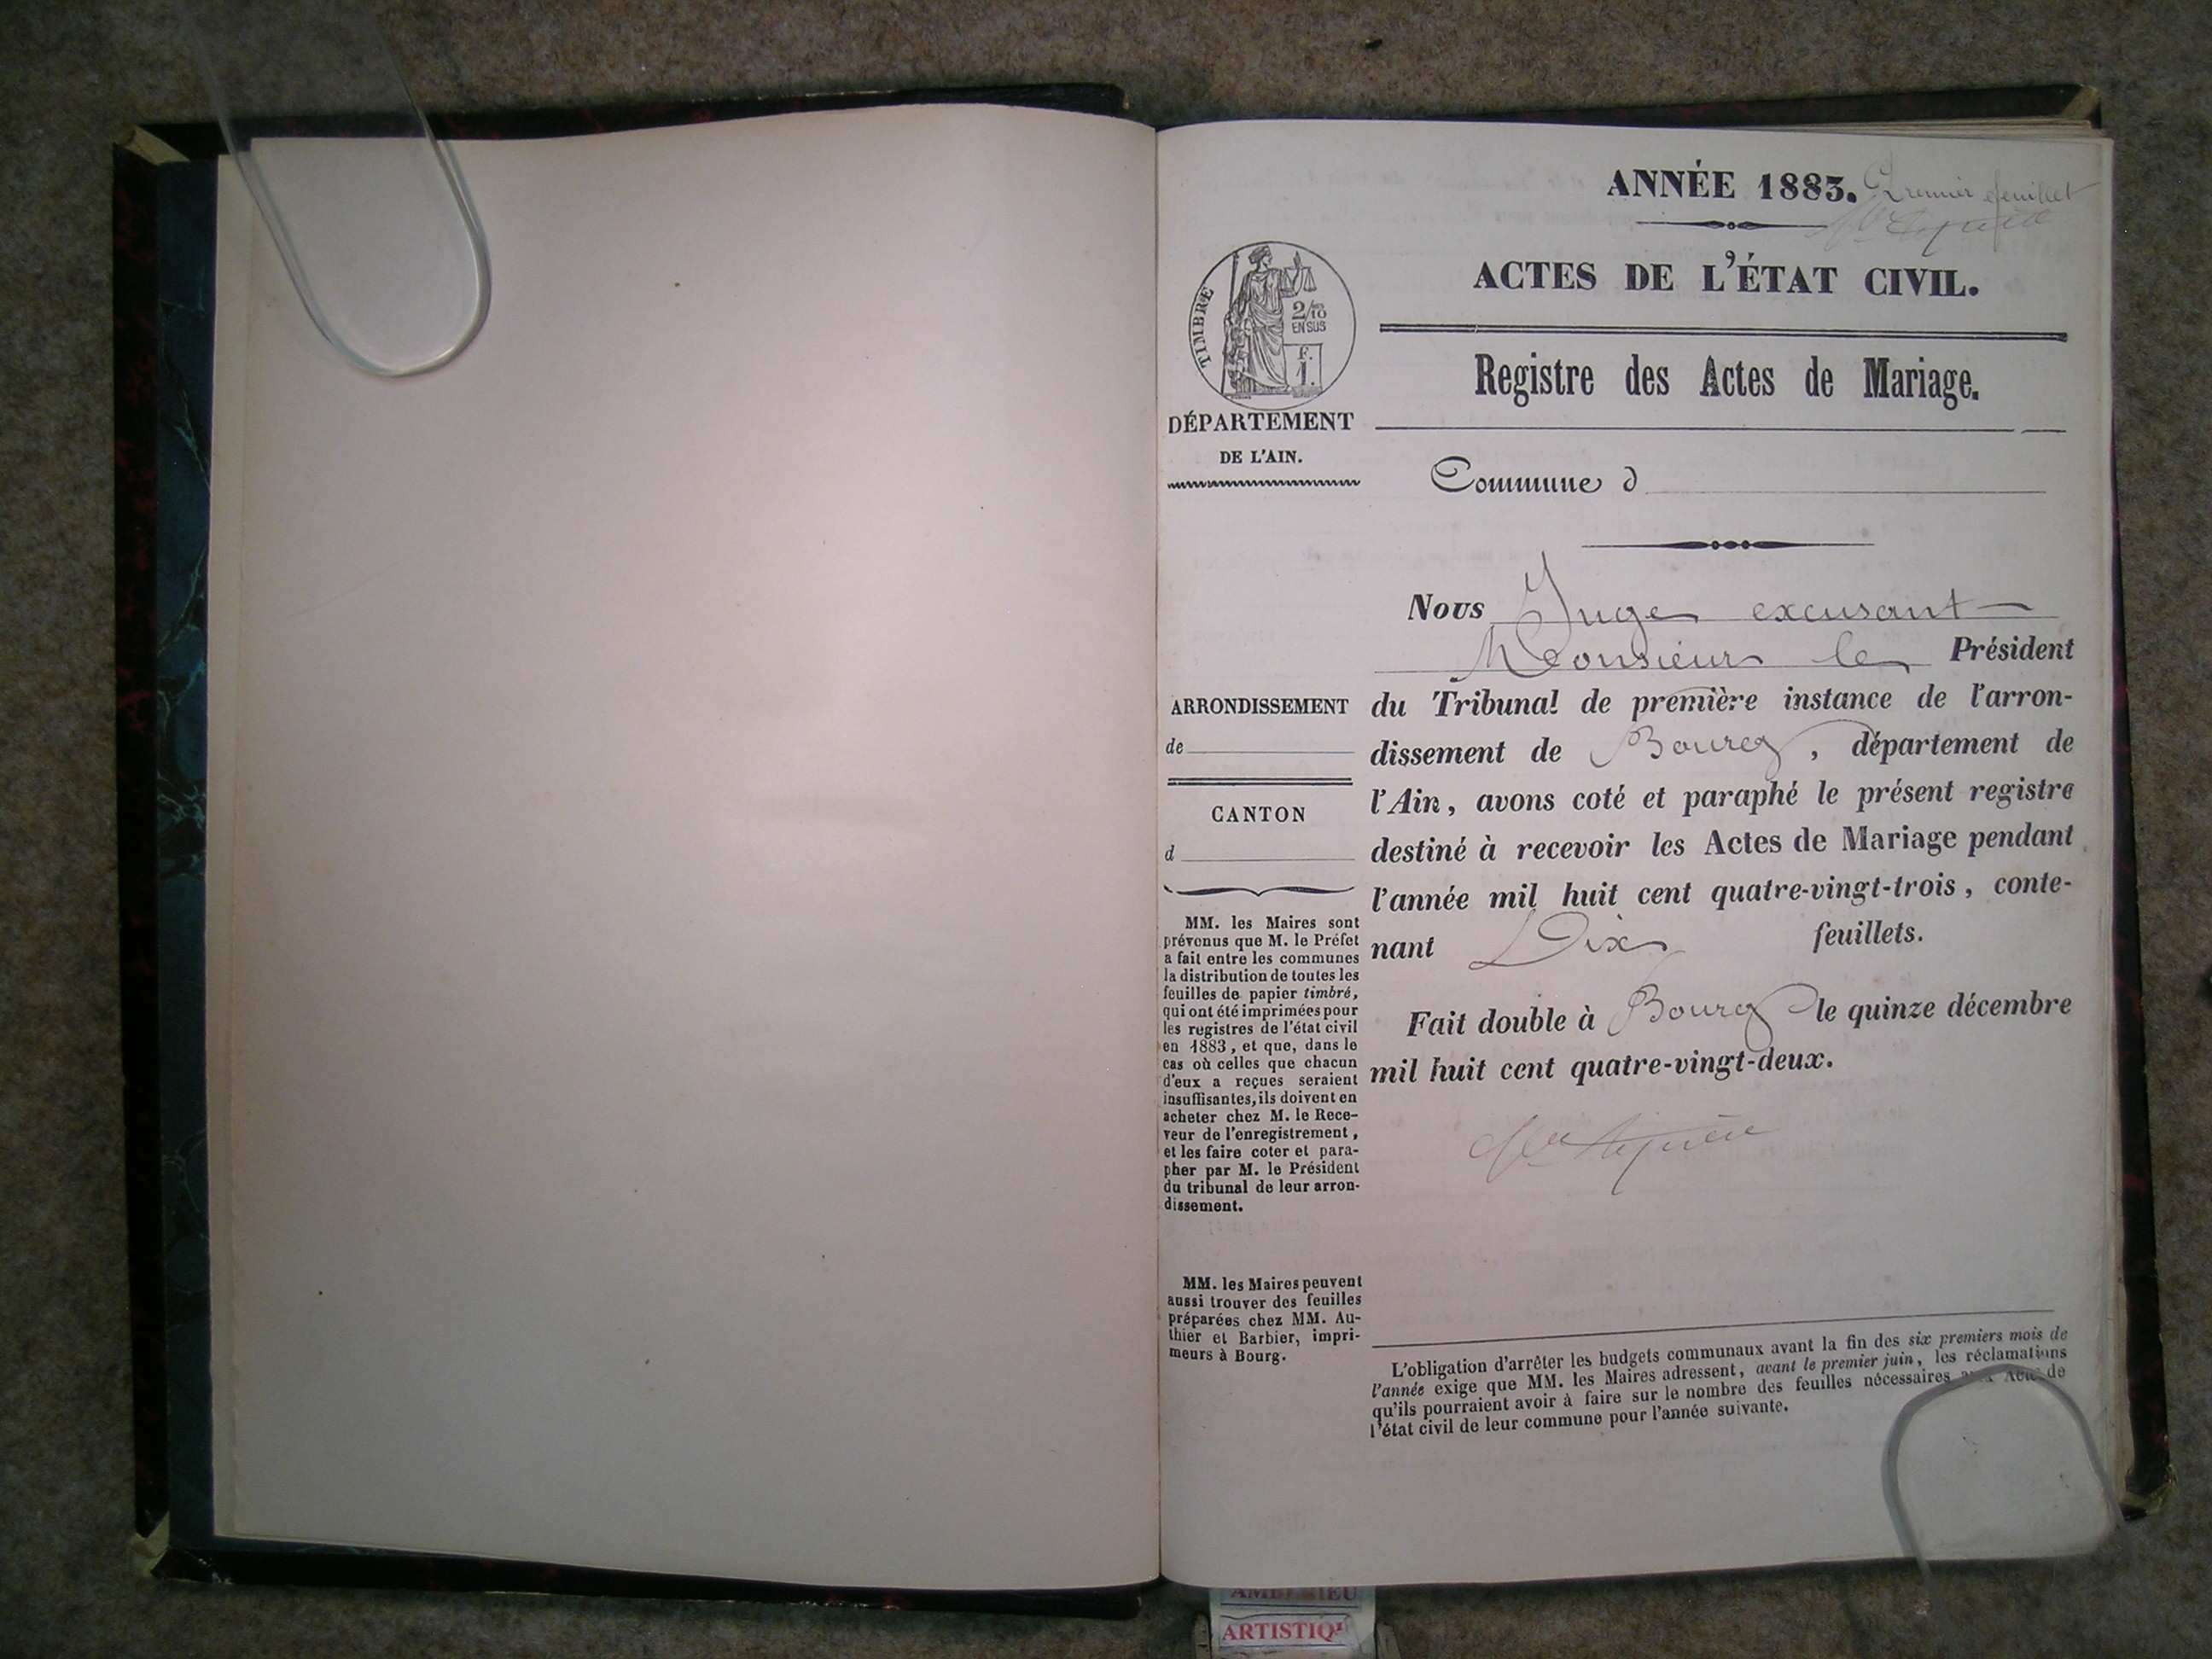 ANNÉE 1883. Premier feuillet
ACTES DE L'ÉTAT CIVIL.
TIMBRE
2/10
EN SUS
f.
1.
Registre des Actes de Mariage.
DÉPARTEMENT
DE L'AIN.
Commune d
Nous Juge excusant
Monsieur le Président
du Tribunal de première instance de l'arron-
dissement de Bourg, département de
l'Ain, avons coté et paraphé le présent registre
destiné à recevoir les Actes de Mariage pendant
l'année mil huit cent quatre-vingt-trois, conte-
nant Dix feuillets.
Fait double à Bourg le quinze décembre
mil huit cent quatre-vingt-deux.
ARRONDISSEMENT
de
CANTON
d
MM. les Maires sont
prévenus que M. le Préfet
a fait entre les communes
la distribution de toutes les
feuilles de papier timbré,
qui ont été imprimées pour
les registres de l'état civil
en 1883, et que, dans le
cas où celles que chacun
d'eux a reçues seraient
insuffisantes, ils doivent en
acheter chez M. le Rece-
veur de l'enregistrement,
et les faire coter et para-
pher par M. le Président
du tribunal de leur arron-
dissement.
MM. les Maires peuvent
aussi trouver des feuilles
préparées chez MM. Au-
thier et Barbier, impri-
meurs à Bourg.
L'obligation d'arrêter les budgets communaux avant la fin des six premiers mois de
l'année exige que MM. les Maires adressent, avant le premier juin, les réclamations
qu'ils pourraient avoir à faire sur le nombre des feuilles nécessaires aux Actes de
l'état civil de leur commune pour l'année suivante.
AMBERIEU
ARTISTIQ